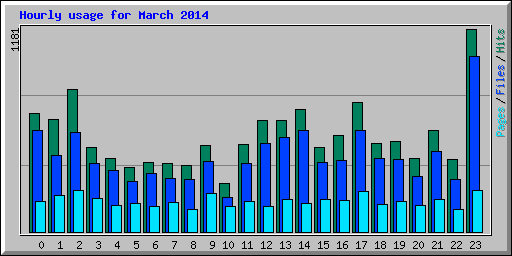 Hourly usage for March 2014
1181
Pages/Files/Hits
0 1 2 3 4 5 6 7 8 9 10 11 12 13 14 15 16 17 18 19 20 21 22 23